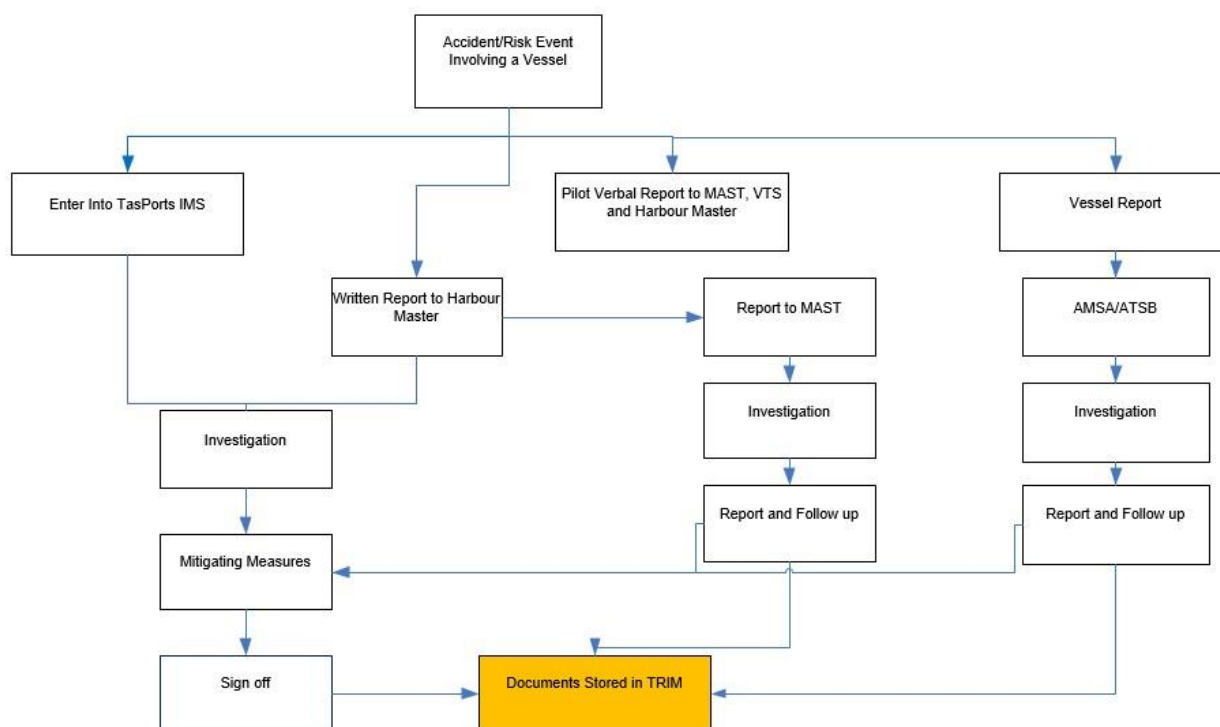 Accident/Risk Event
Involving a Vessel
Enter Into TasPorts IMS
Pilot Verbal Report to MAST, VTS
and Harbour Master
Vessel Report
Written Report to Harbour
Master
Report to MAST
AMSA/ATSB
Investigation
Investigation
Investigation
Report and Follow up
Report and Follow up
Mitigating Measures
Sign off
Documents Stored in TRIM